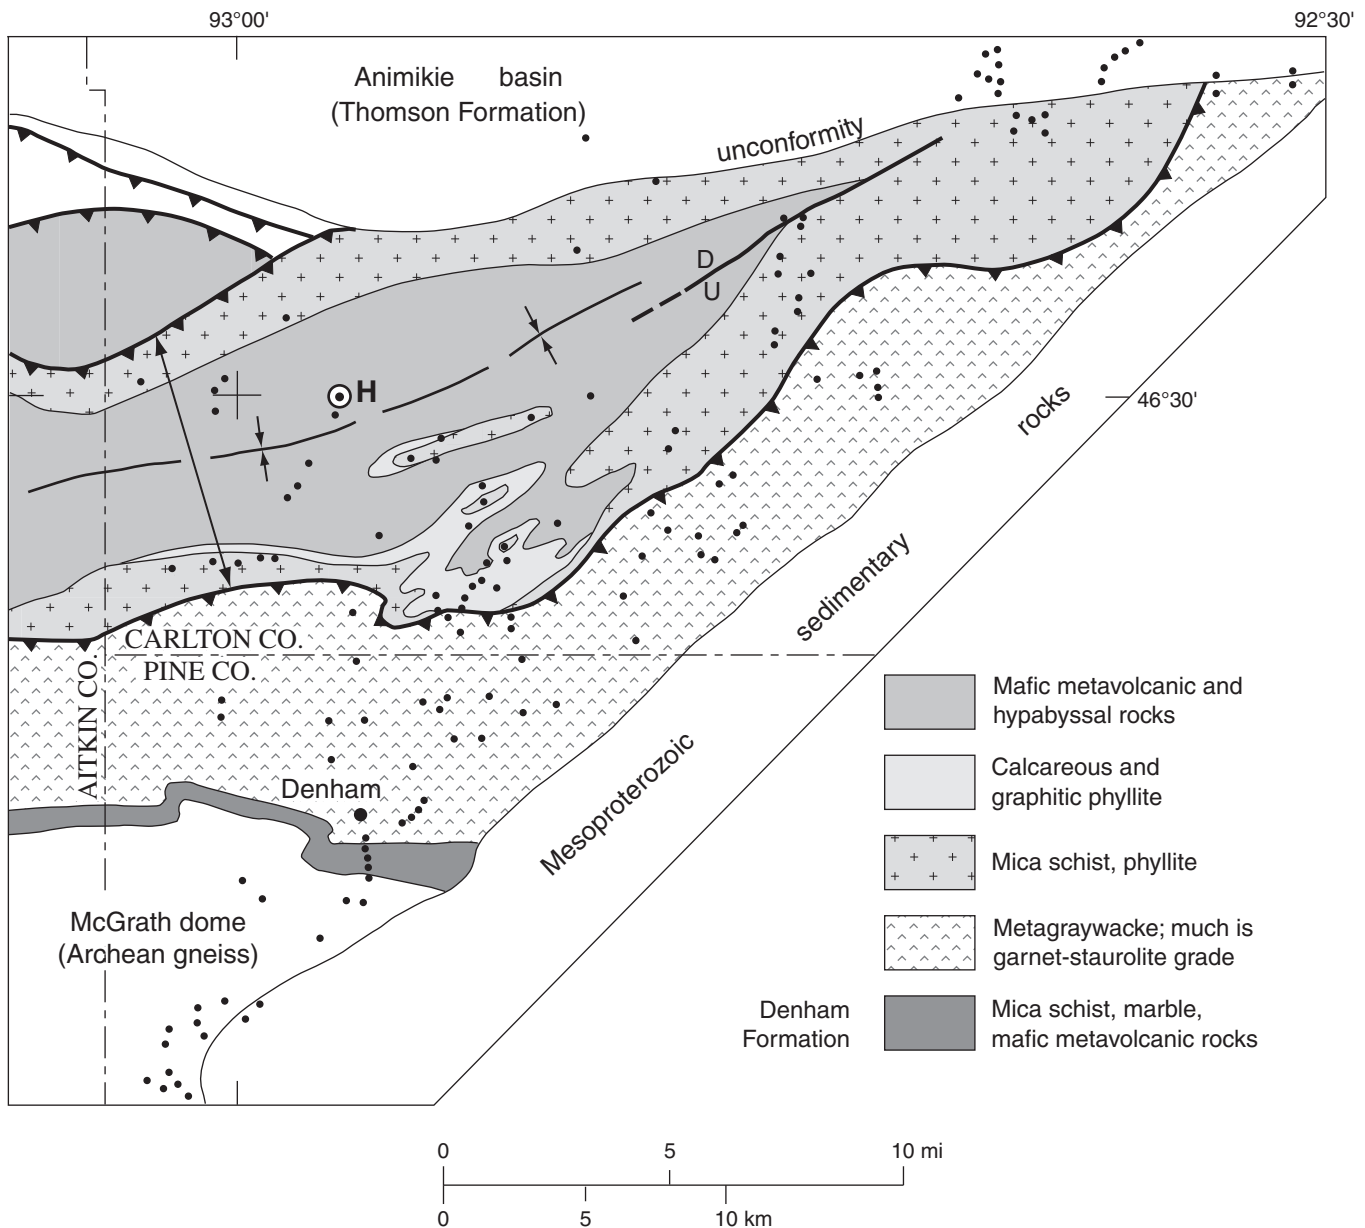 93°00'
92°30'
Animikie basin
(Thomson Formation)
unconformity
D
U
H
46°30'
rocks
sedimentary
Mesoproterozoic
CARLTON CO.
PINE CO.
AITKIN CO.
Denham
McGrath dome
(Archean gneiss)
Mafic metavolcanic and
hypabyssal rocks
Calcareous and
graphitic phyllite
Mica schist, phyllite
Metagraywacke; much is
garnet-staurolite grade
Denham
Formation
Mica schist, marble,
mafic metavolcanic rocks
0 5 10 mi
0 5 10 km